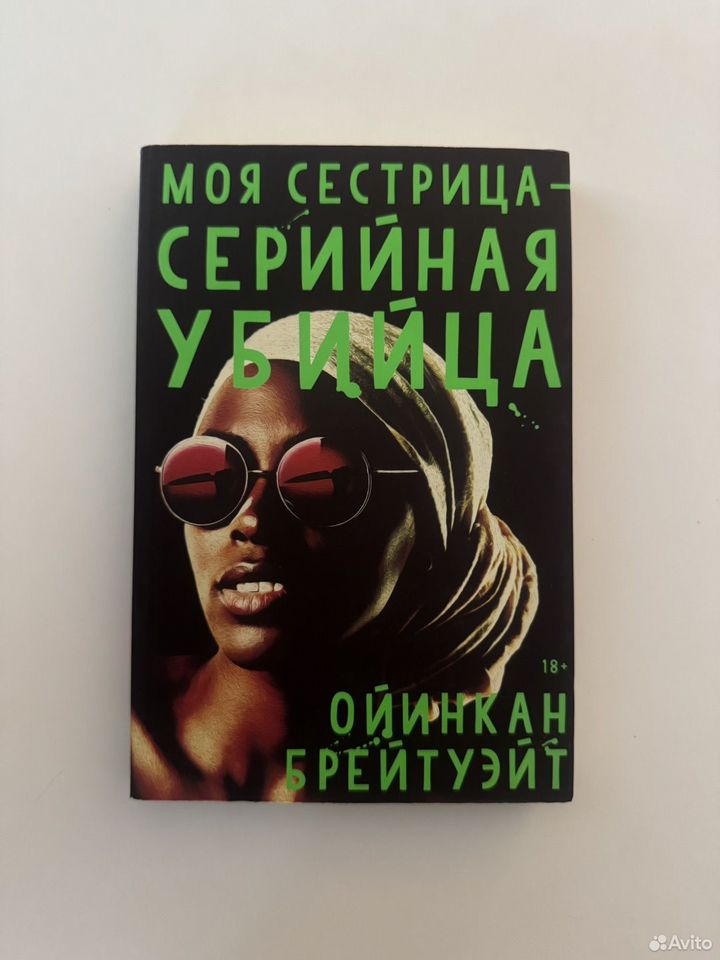 МОЯ СЕСТРИЦА –
СЕРИЙНАЯ
УБИЙЦА
18+
ОЙИНКАН
БРЕЙТУЭЙТ
Avito